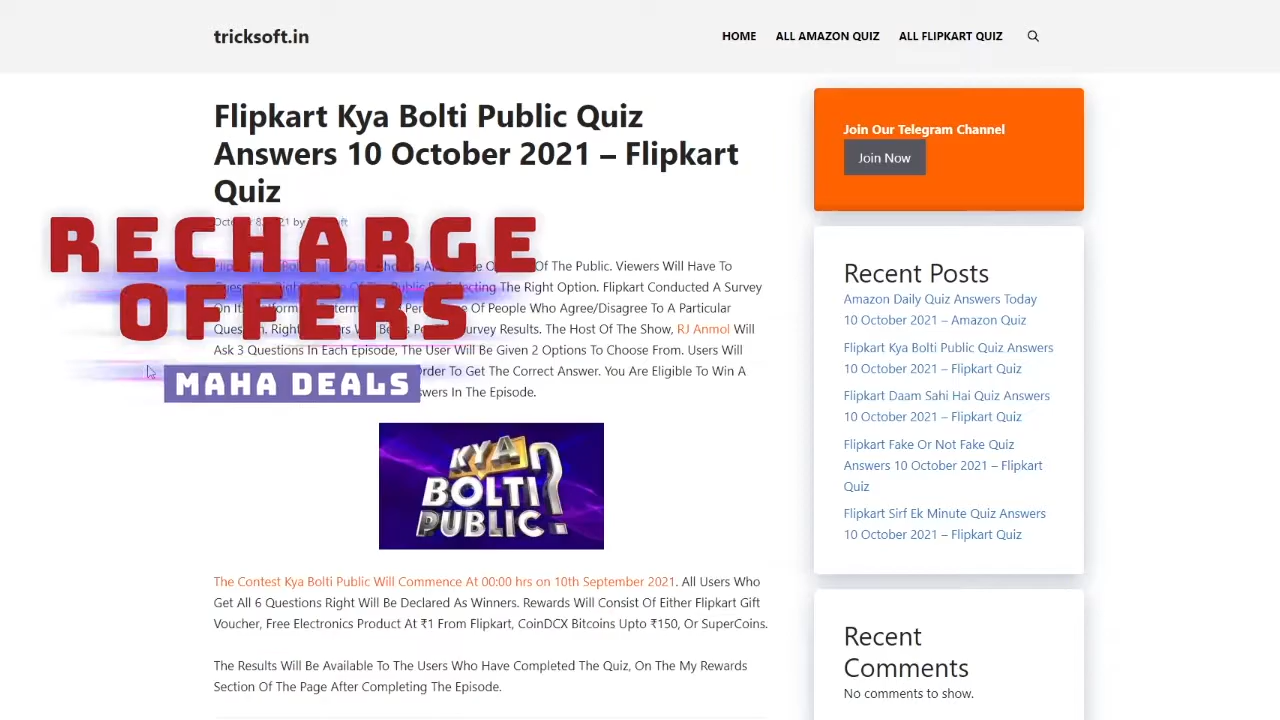 tricksoft.in
HOME
ALL AMAZON QUIZ
ALL FLIPKART QUIZ
Flipkart Kya Bolti Public Quiz
Answers 10 October 2021 – Flipkart
Quiz
RECHARGE
OFFERS
MAHA DEALS
Of The Public. Viewers Will Have To
The Right Option. Flipkart Conducted A Survey
Of People Who Agree/Disagree To A Particular
Survey Results. The Host Of The Show, RJ Anmol Will
Ask 3 Questions In Each Episode, The User Will Be Given 2 Options To Choose From. Users Will
Order To Get The Correct Answer. You Are Eligible To Win A
In The Episode.
KYA
BOLTI
PUBLIC?
The Contest Kya Bolti Public Will Commence At 00:00 hrs on 10th September 2021. All Users Who
Get All 6 Questions Right Will Be Declared As Winners. Rewards Will Consist Of Either Flipkart Gift
Voucher, Free Electronics Product At ₹1 From Flipkart, CoinDCX Bitcoins Upto ₹150, Or SuperCoins.
The Results Will Be Available To The Users Who Have Completed The Quiz, On The My Rewards
Section Of The Page After Completing The Episode.
Join Our Telegram Channel
Join Now
Recent Posts
Amazon Daily Quiz Answers Today
10 October 2021 – Amazon Quiz
Flipkart Kya Bolti Public Quiz Answers
10 October 2021 – Flipkart Quiz
Flipkart Daam Sahi Hai Quiz Answers
10 October 2021 – Flipkart Quiz
Flipkart Fake Or Not Fake Quiz
Answers 10 October 2021 – Flipkart
Quiz
Flipkart Sirf Ek Minute Quiz Answers
10 October 2021 – Flipkart Quiz
Recent
Comments
No comments to show.